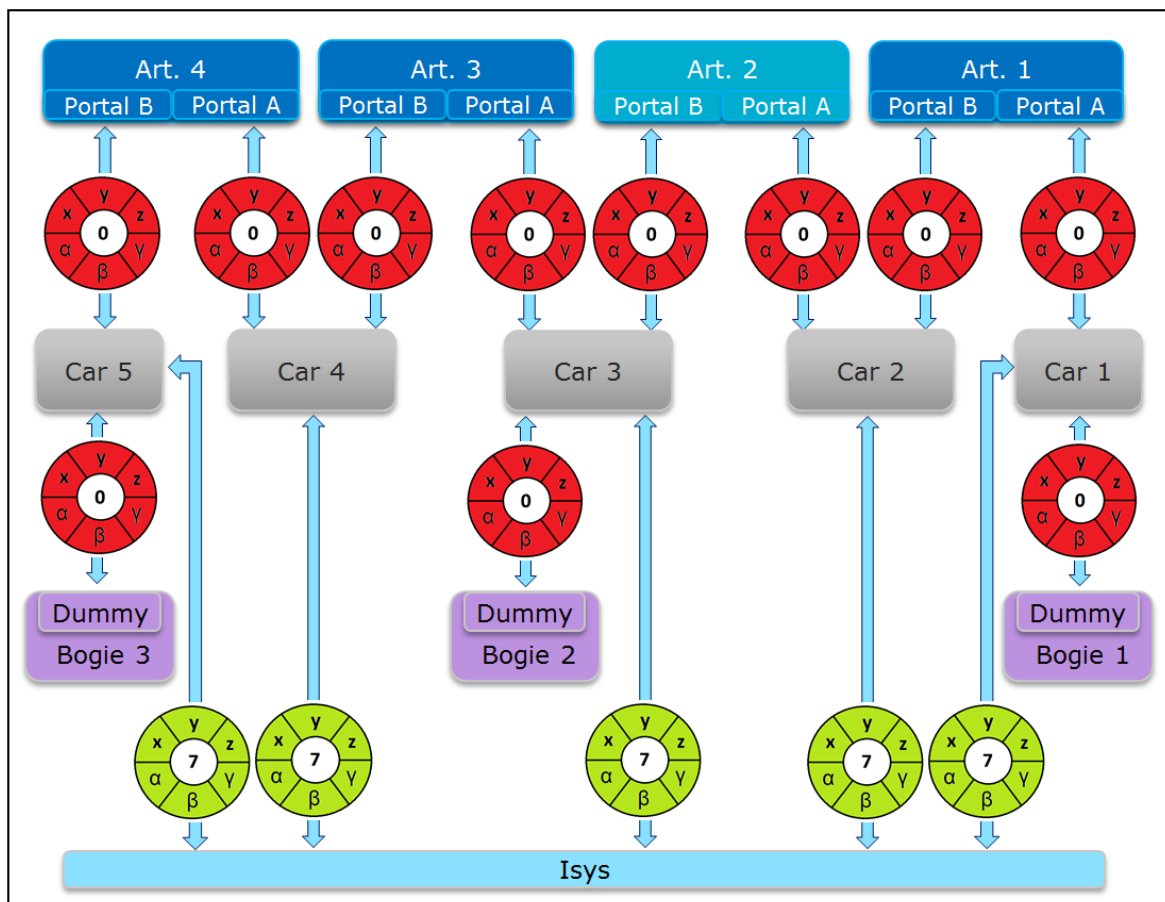 Art. 4 Art. 3 Art. 2 Art. 1
Portal B Portal A Portal B Portal A Portal B Portal A Portal B Portal A
y y y y y y y y
x z x z x z x z x z x z x z x z
0 0 0 0 0 0 0 0
α γ α γ α γ α γ α γ α γ α γ α γ
β β β β β β β β
Car 5 Car 4 Car 3 Car 2 Car 1
y y y
x z x z x z
0 0 0
α γ α γ α γ
β β β
Dummy Dummy Dummy
Bogie 3 Bogie 2 Bogie 1
y y y y y
x z x z x z x z x z
7 7 7 7 7
α γ α γ α γ α γ α γ
β β β β β
Isys